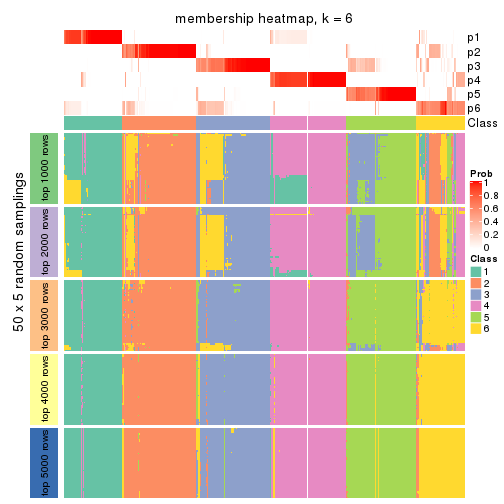 membership heatmap, k = 6
p1
p2
p3
p4
p5
p6
Class
50 x 5 random samplings
top 1000 rows
top 2000 rows
top 3000 rows
top 4000 rows
top 5000 rows
Prob
1
0.8
0.6
0.4
0.2
0
Class
1
2
3
4
5
6